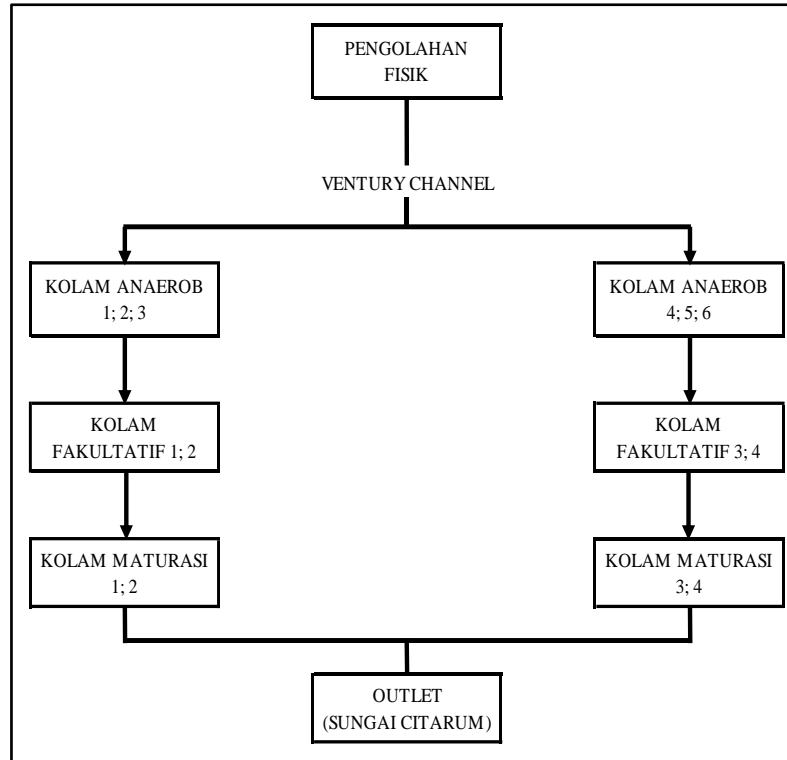 PENGOLAHAN
FISIK
VENTURY CHANNEL
KOLAM ANAEROB
1; 2; 3
KOLAM ANAEROB
4; 5; 6
KOLAM
FAKULTATIF 1; 2
KOLAM
FAKULTATIF 3; 4
KOLAM MATURASI
1; 2
KOLAM MATURASI
3; 4
OUTLET
(SUNGAI CITARUM)